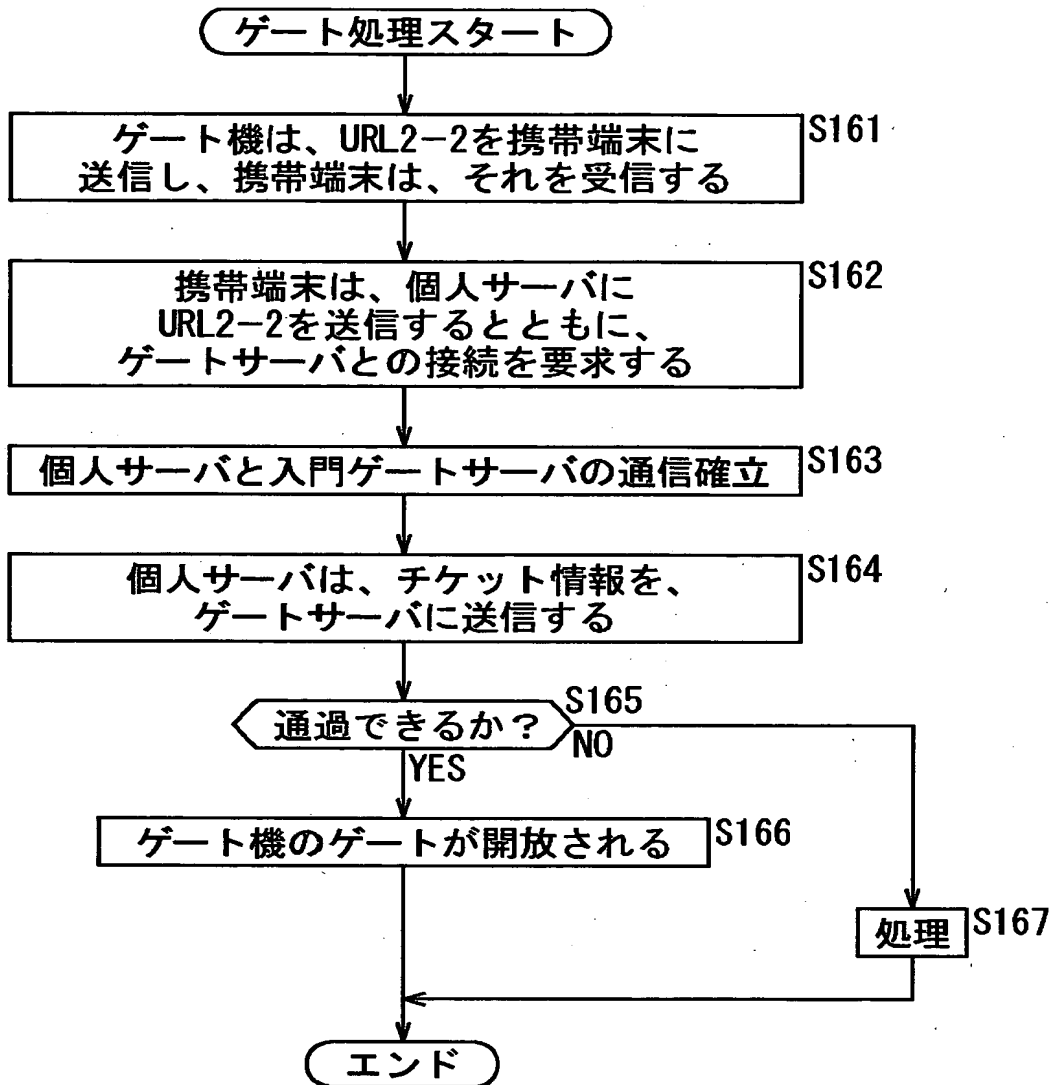 ゲート処理スタート
ゲート機は、URL2-2を携帯端末に
送信し、携帯端末は、それを受信する
S161
携帯端末は、個人サーバに
URL2-2を送信するとともに、
ゲートサーバとの接続を要求する
S162
個人サーバと入門ゲートサーバの通信確立
S163
個人サーバは、チケット情報を、
ゲートサーバに送信する
S164
通過できるか?
S165
NO
YES
ゲート機のゲートが開放される
S166
処理
S167
エンド